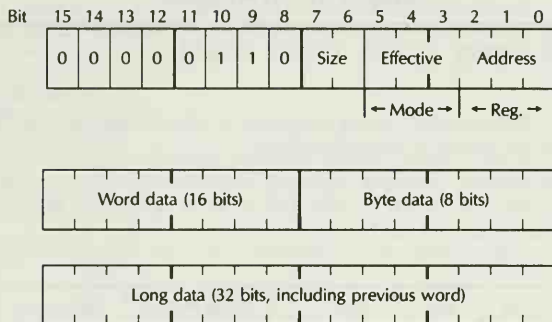 Bit 15 14 13 12 11 10 9 8 7 6 5 4 3 2 1 0
0 0 0 0 0 1 1 0 Size Effective Address
← Mode → ← Reg. →
Word data (16 bits) Byte data (8 bits)
Long data (32 bits, including previous word)